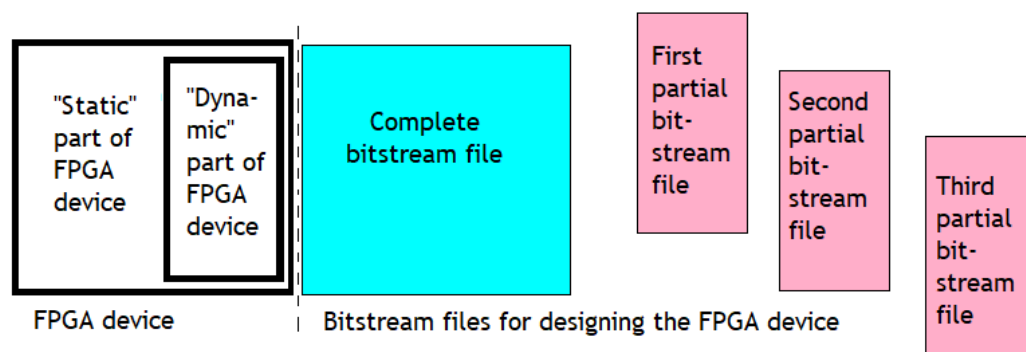 "Static"
part of
FPGA
device
"Dyna-
mic"
part of
FPGA
device
Complete
bitstream file
First
partial
bit-
stream
file
Second
partial
bit-
stream
file
Third
partial
bit-
stream
file
FPGA device
Bitstream files for designing the FPGA device